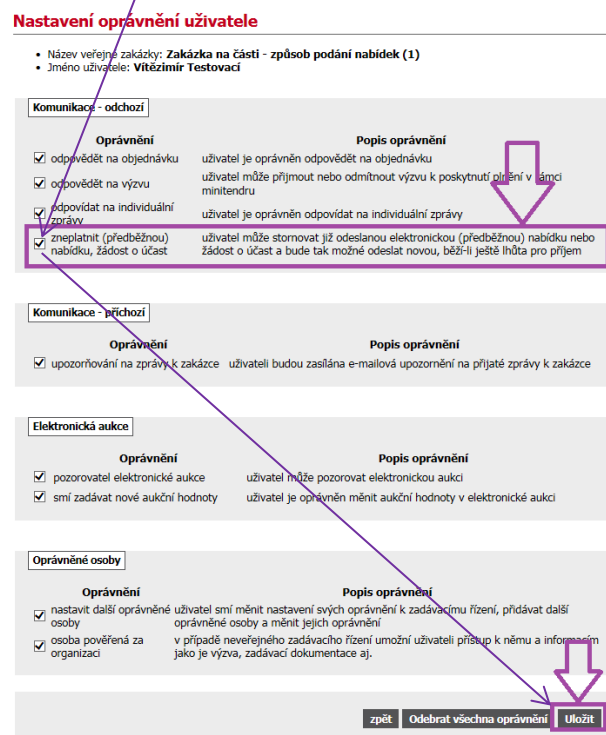 Nastavení oprávnění uživatele
Název veřejné zakázky: Zakázka na části - způsob podání nabídek (1)
Jméno uživatele: Vítězimír Testovací
Komunikace - odchozí
Oprávnění Popis oprávnění
odpovědět na objednávku uživatel je oprávněn odpovědět na objednávku
odpovědět na výzvu uživatel může přijmout nebo odmítnout výzvu k poskytnutí plnění v rámci
minitendru
odpovídat na individuální
zprávy uživatel je oprávněn odpovídat na individuální zprávy
zneplatnit (předběžnou) uživatel může stornovat již odeslanou elektronickou (předběžnou) nabídku nebo
nabídku, žádost o účast žádost o účast a bude tak možné odeslat novou, běží-li ještě lhůta pro příjem
Komunikace - příchozí
Oprávnění Popis oprávnění
upozorňování na zprávy k zakázce uživateli budou zasílána e-mailová upozornění na přijaté zprávy k zakázce
Elektronická aukce
Oprávnění Popis oprávnění
pozorovatel elektronické aukce uživatel může pozorovat elektronickou aukci
smí zadávat nové aukční hodnoty uživatel je oprávněn měnit aukční hodnoty v elektronické aukci
Oprávněné osoby
Oprávnění Popis oprávnění
nastavit další oprávněné uživatel smí měnit nastavení svých oprávnění k zadávacímu řízení, přidávat další
osoby oprávněné osoby a měnit jejich oprávnění
osoba pověřená za v případě neveřejného zadávacího řízení umožní uživateli přístup k němu a informacím
organizaci jako je výzva, zadávací dokumentace aj.
zpět Odebrat všechna oprávnění Uložit